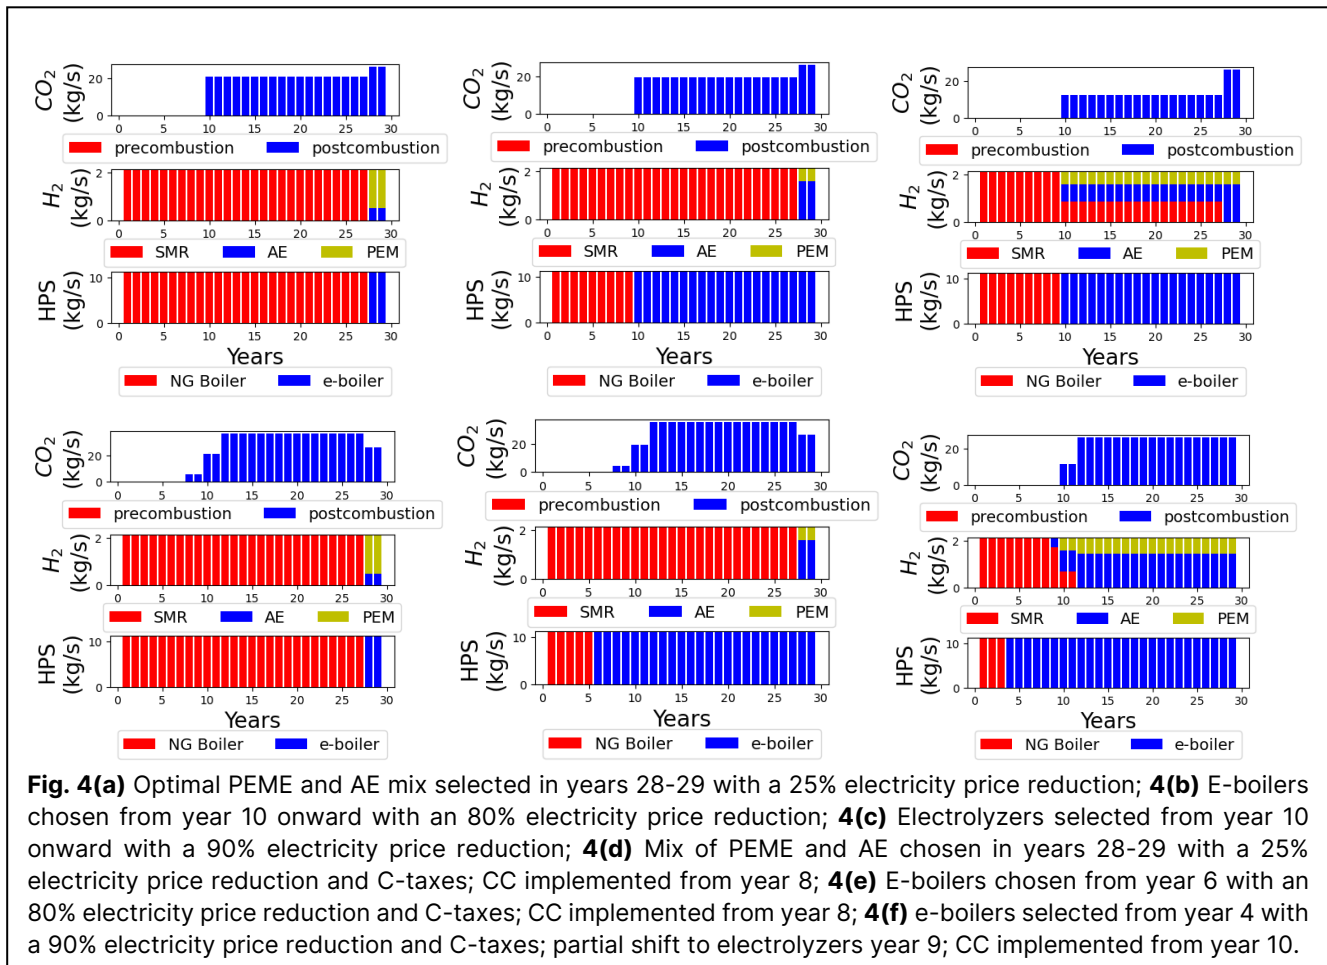 CO2
(kg/s)
20
0
0 5 10 15 20 25 30
precombustion postcombustion
H2
(kg/s)
2
0
0 5 10 15 20 25 30
SMR AE PEM
HPS
(kg/s)
10
0
0 5 10 15 20 25 30
Years
NG Boiler e-boiler
CO2
(kg/s)
20
0
0 5 10 15 20 25 30
precombustion postcombustion
H2
(kg/s)
2
0
0 5 10 15 20 25 30
SMR AE PEM
HPS
(kg/s)
10
0
0 5 10 15 20 25 30
Years
NG Boiler e-boiler
CO2
(kg/s)
20
0
0 5 10 15 20 25 30
precombustion postcombustion
H2
(kg/s)
2
0
0 5 10 15 20 25 30
SMR AE PEM
HPS
(kg/s)
10
0
0 5 10 15 20 25 30
Years
NG Boiler e-boiler
CO2
(kg/s)
20
0
0 5 10 15 20 25 30
precombustion postcombustion
H2
(kg/s)
2
0
0 5 10 15 20 25 30
SMR AE PEM
HPS
(kg/s)
10
0
0 5 10 15 20 25 30
Years
NG Boiler e-boiler
CO2
(kg/s)
20
0
0 5 10 15 20 25 30
precombustion postcombustion
H2
(kg/s)
2
0
0 5 10 15 20 25 30
SMR AE PEM
HPS
(kg/s)
10
0
0 5 10 15 20 25 30
Years
NG Boiler e-boiler
CO2
(kg/s)
20
0
0 5 10 15 20 25 30
precombustion postcombustion
H2
(kg/s)
2
0
0 5 10 15 20 25 30
SMR AE PEM
HPS
(kg/s)
10
0
0 5 10 15 20 25 30
Years
NG Boiler e-boiler
Fig. 4(a) Optimal PEME and AE mix selected in years 28-29 with a 25% electricity price reduction; 4(b) E-boilers
chosen from year 10 onward with an 80% electricity price reduction; 4(c) Electrolyzers selected from year 10
onward with a 90% electricity price reduction; 4(d) Mix of PEME and AE chosen in years 28-29 with a 25%
electricity price reduction and C-taxes; CC implemented from year 8; 4(e) E-boilers chosen from year 6 with an
80% electricity price reduction and C-taxes; CC implemented from year 8; 4(f) e-boilers selected from year 4 with
a 90% electricity price reduction and C-taxes; partial shift to electrolyzers year 9; CC implemented from year 10.